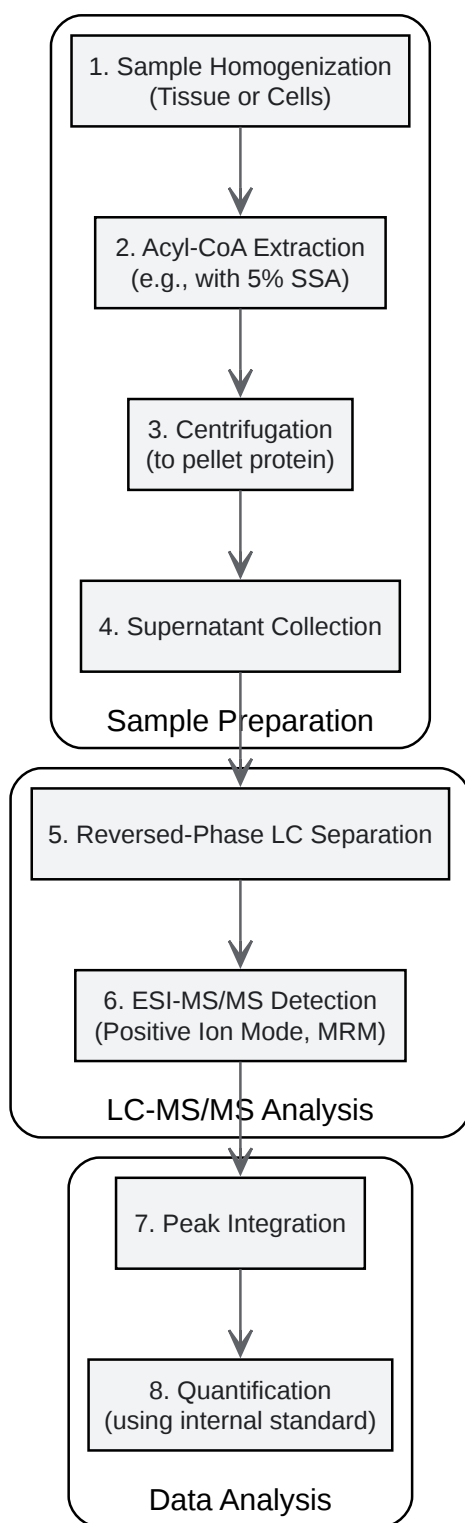 1. Sample Homogenization
(Tissue or Cells)
2. Acyl-CoA Extraction
(e.g., with 5% SSA)
3. Centrifugation
(to pellet protein)
4. Supernatant Collection
Sample Preparation
5. Reversed-Phase LC Separation
6. ESI-MS/MS Detection
(Positive Ion Mode, MRM)
LC-MS/MS Analysis
7. Peak Integration
8. Quantification
(using internal standard)
Data Analysis